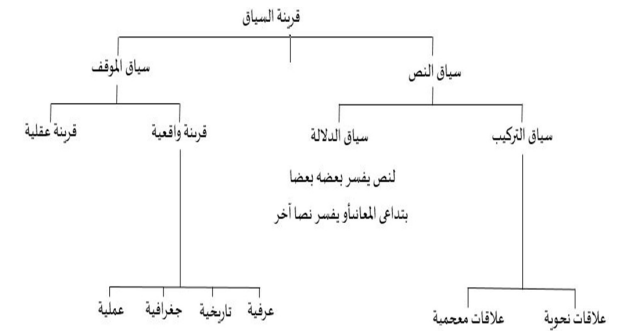 قرينة السياق
سياق النص
سياق الموقف
سياق التركيب
سياق الدلالة
قرينة واقعية
قرينة عقلية
لنص يفسر بعضه بعضا
بتداعى المعانىأو يفسر نصا آخر
علاقات نحوية
علاقات معجمية
عرفية
تاريخية
جغرافية
عملية